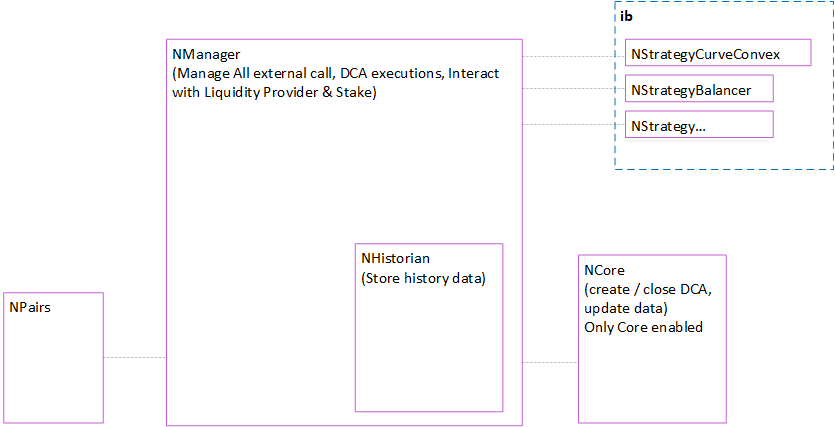 ib
NManager
(Manage All external call, DCA executions, Interact
with Liquidity Provider & Stake)
NStrategyCurveConvex
NStrategyBalancer
NStrategy...
NHistorian
(Store history data)
NCore
(create / close DCA,
update data)
Only Core enabled
NPairs